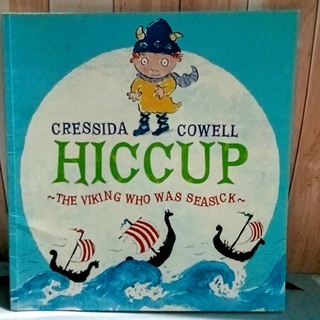 CRESSIDA COWELL
HICCUP
~THE VIKING WHO WAS SEASICK~